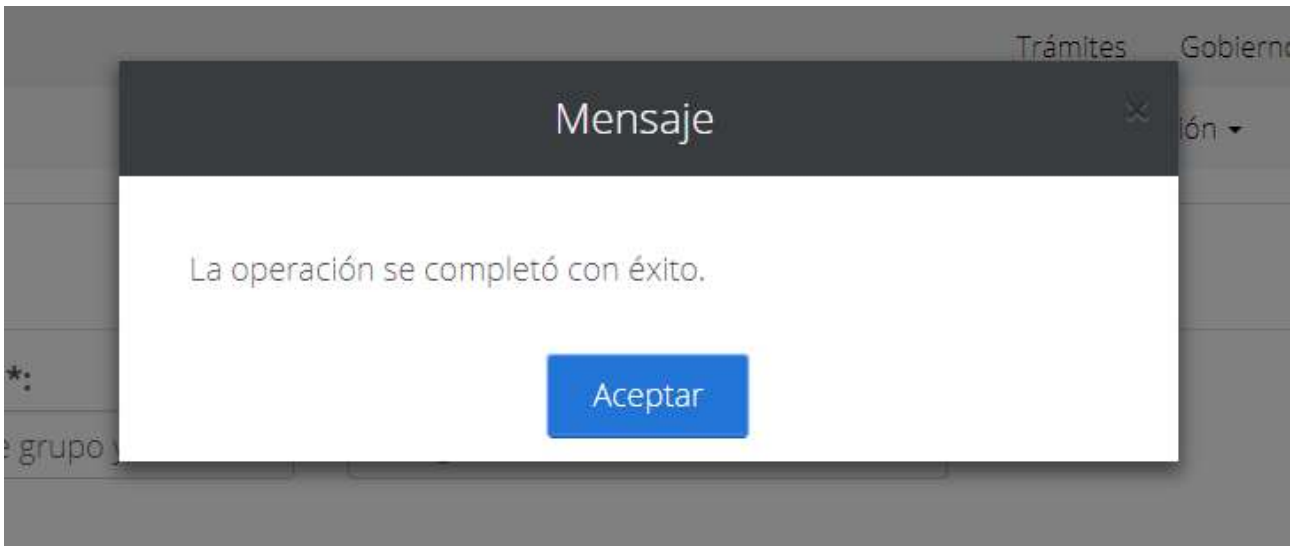 Trámites Gobierno
Mensaje
ión
La operación se completó con éxito.
*:
Aceptar
e grupo y